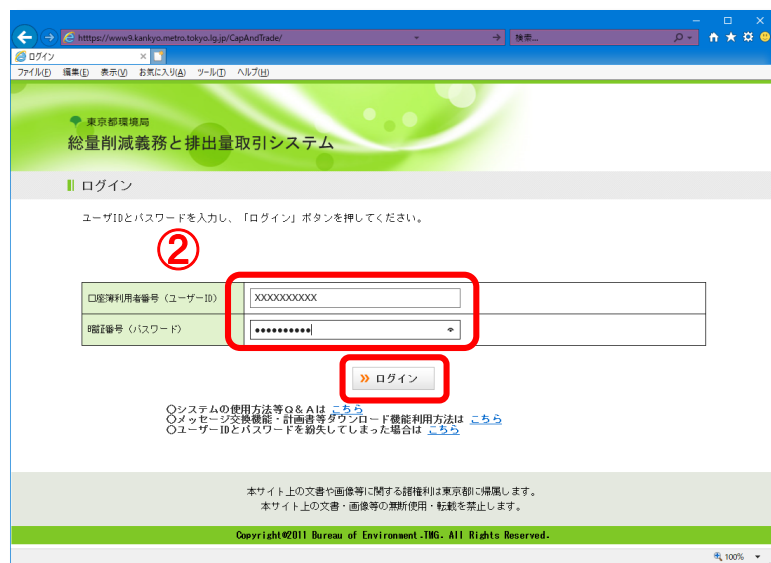 https://www9.kankyo.metro.tokyo.lg.jp/CapAndTrade/
検索...
ログイン
ファイル(F) 編集(E) 表示(V) お気に入り(A) ツール(T) ヘルプ(H)
東京都環境局
総量削減義務と排出量取引システム
ログイン
ユーザIDとパスワードを入力し、「ログイン」ボタンを押してください。
②
口座簿利用者番号（ユーザーID） XXXXXXXXXX
暗証番号（パスワード） ●●●●●●●●●●
ログイン
○システムの使用方法等Ｑ＆Ａは こちら
○メッセージ交換機能・計画書等ダウンロード機能利用方法は こちら
○ユーザーIDとパスワードを紛失してしまった場合は こちら
本サイト上の文書や画像等に関する諸権利は東京都に帰属します。
本サイト上の文書・画像等の無断使用・転載を禁止します。
Copyright©2011 Bureau of Environment.TMG. All Rights Reserved.
100%